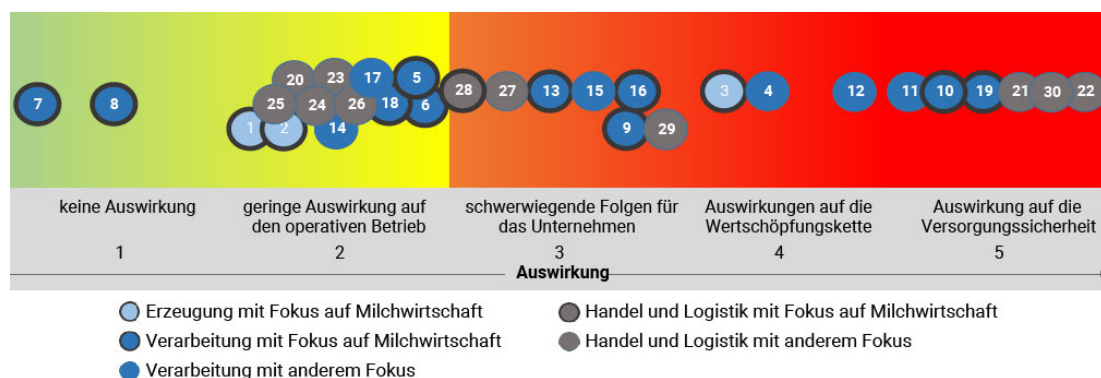 20 23 17 5
7 8 25 24 26 18 6 28 27 13 15 16 3 4 12 11 10 19 21 30 22
1 2 14 9 29
keine Auswirkung geringe Auswirkung auf schwerwiegende Folgen für Auswirkungen auf die Auswirkung auf die
den operativen Betrieb das Unternehmen Wertschöpfungskette Versorgungssicherheit
1 2 3 4 5
Auswirkung
Erzeugung mit Fokus auf Milchwirtschaft Handel und Logistik mit Fokus auf Milchwirtschaft
Verarbeitung mit Fokus auf Milchwirtschaft Handel und Logistik mit anderem Fokus
Verarbeitung mit anderem Fokus